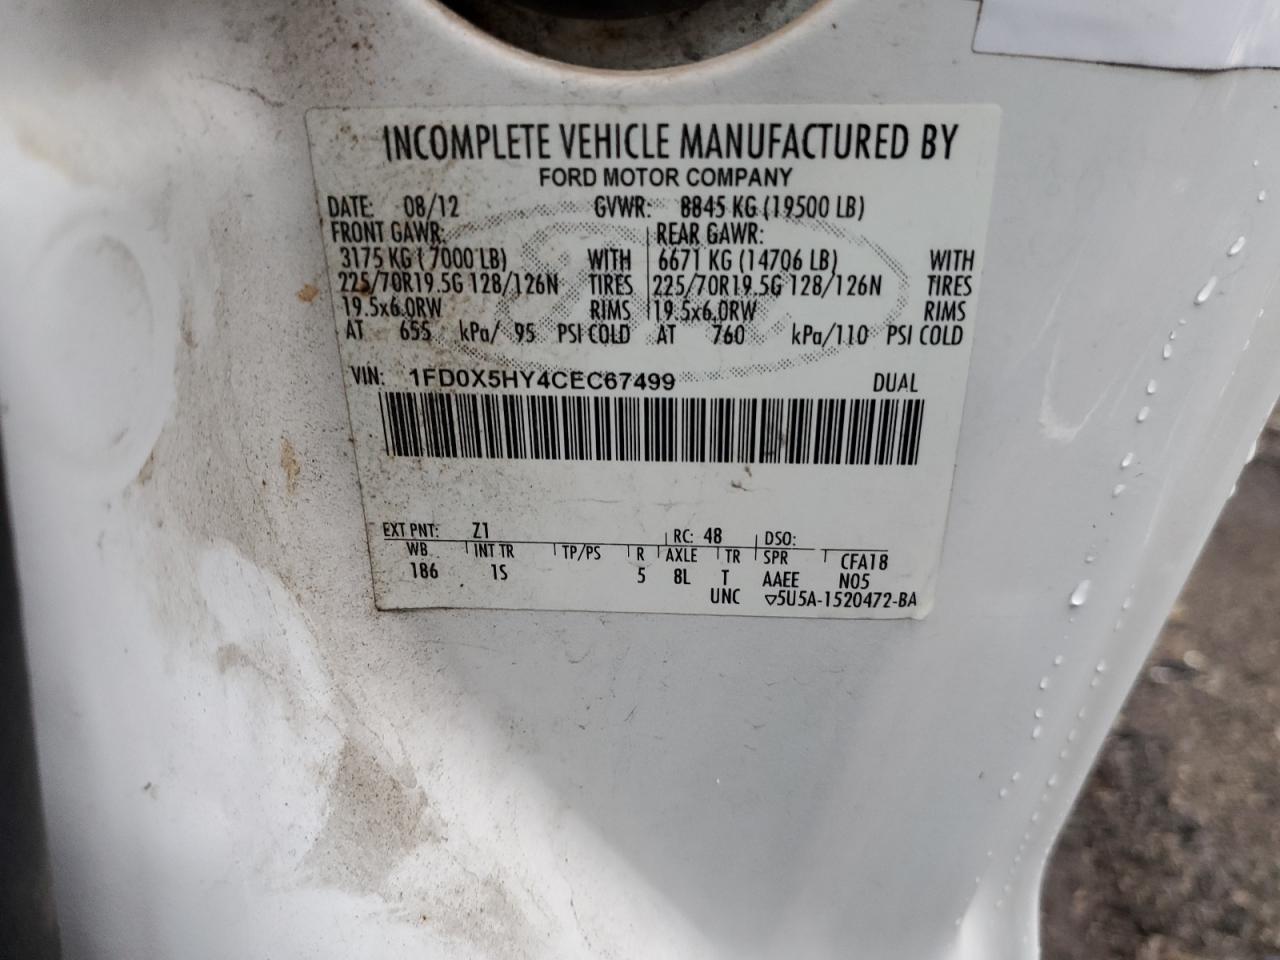 INCOMPLETE VEHICLE MANUFACTURED BY
FORD MOTOR COMPANY
DATE: 08/12 GVWR: 8845 KG (19500 LB)
FRONT GAWR: REAR GAWR:
3175 KG ( 7000 LB) WITH 6671 KG (14706 LB) WITH
225/70R19.5G 128/126N TIRES 225/70R19.5G 128/126N TIRES
19.5x6.0RW RIMS 19.5x6.0RW RIMS
AT 655 kPa/ 95 PSI COLD AT 760 kPa/110 PSI COLD
VIN: 1FD0X5HY4CEC67499 DUAL
EXT PNT: Z1 RC: 48 DSO:
WB INT TR TP/PS R AXLE TR SPR CFA18
186 1S 5 8L T AAEE N05
UNC ▽5U5A-1520472-BA